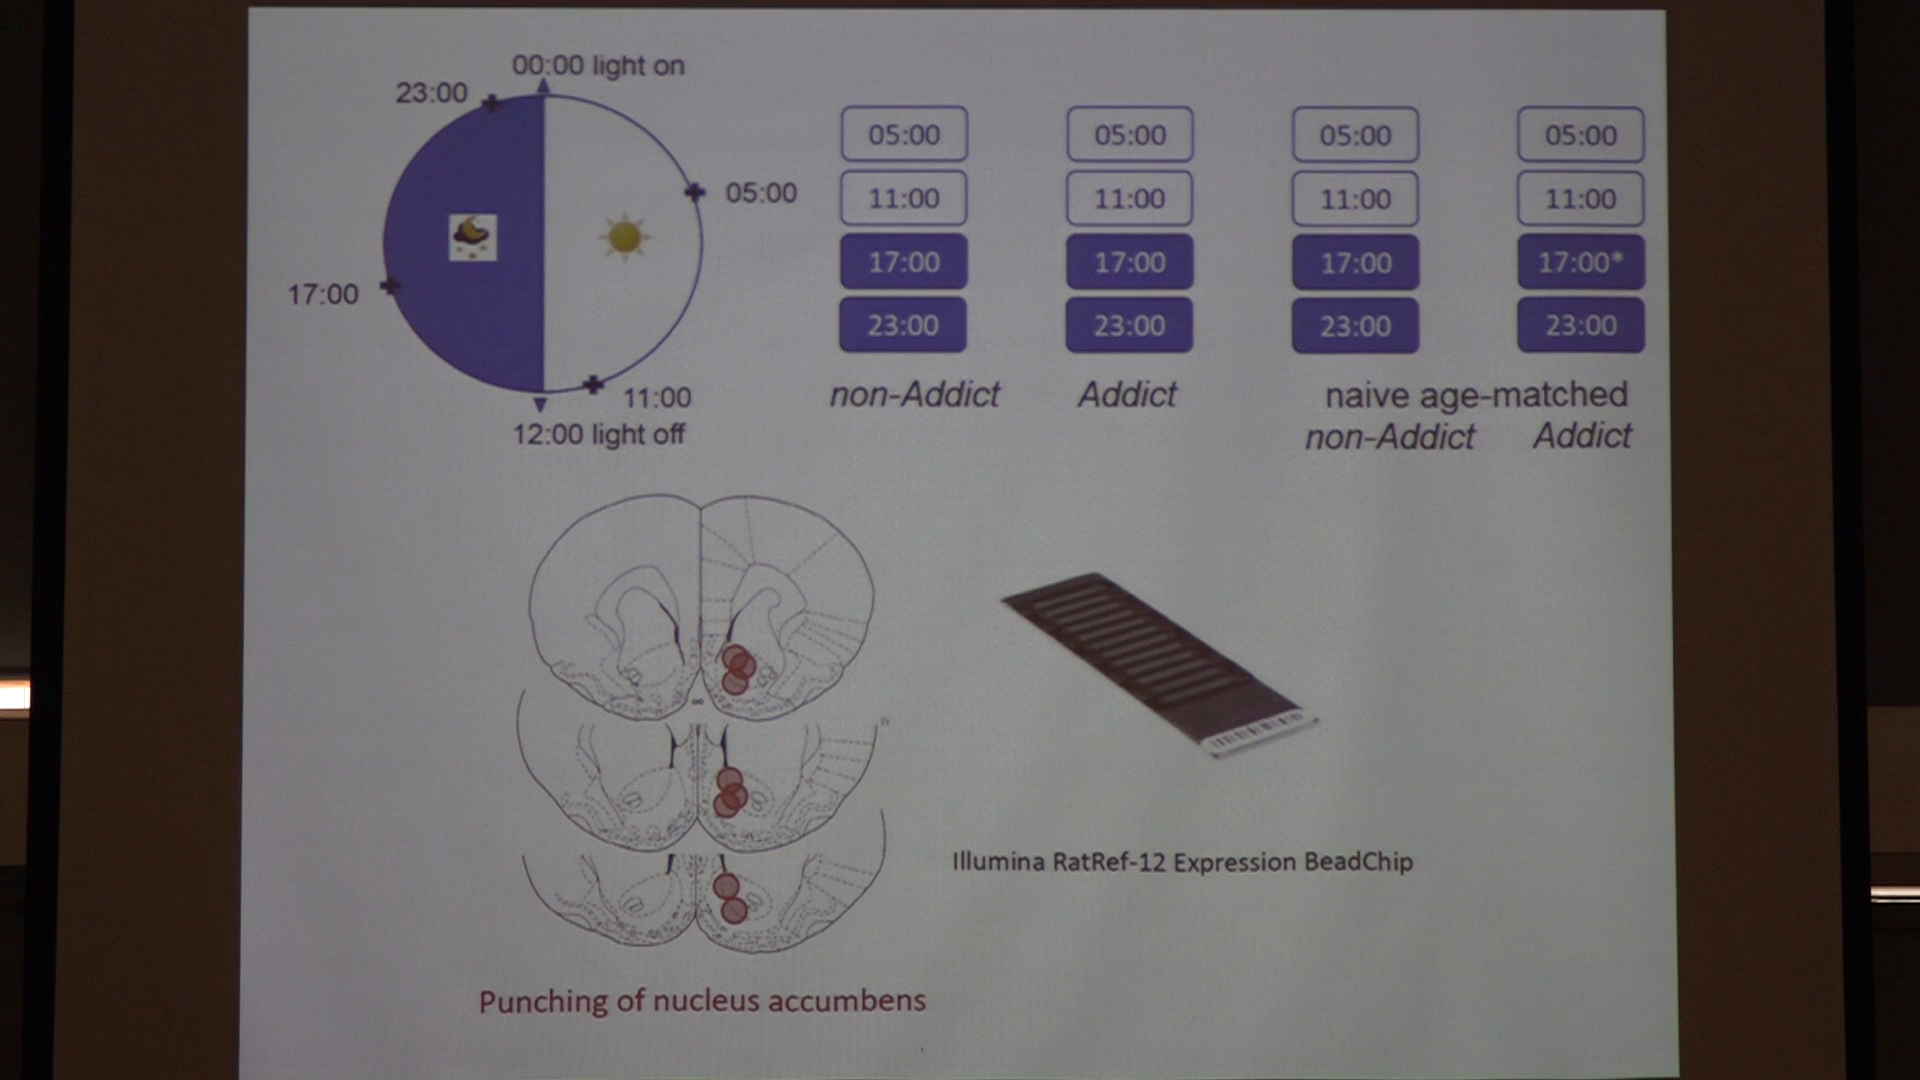 00:00 light on
23:00
05:00
17:00
11:00
12:00 light off
05:00 05:00 05:00 05:00
11:00 11:00 11:00 11:00
17:00 17:00 17:00 17:00*
23:00 23:00 23:00 23:00
non-Addict Addict naive age-matched
non-Addict Addict
Illumina RatRef-12 Expression BeadChip
Punching of nucleus accumbens